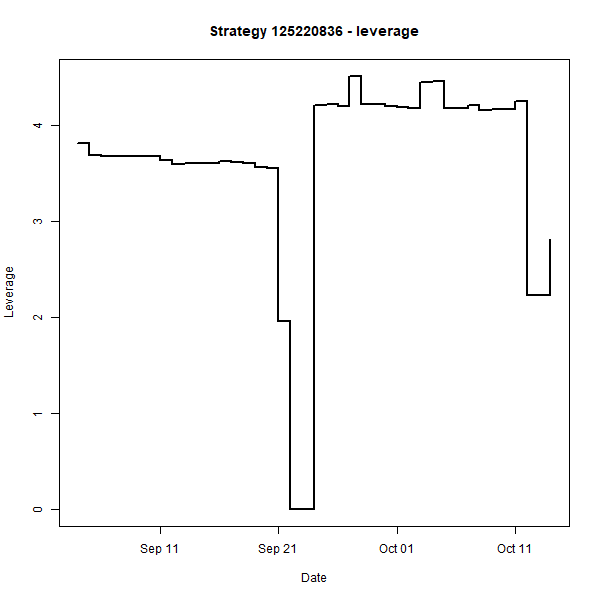 Strategy 125220836 - leverage
4
3
2
1
0
Leverage
Sep 11 Sep 21 Oct 01 Oct 11
Date